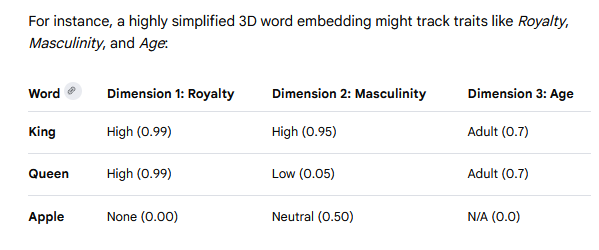 For instance, a highly simplified 3D word embedding might track traits like Royalty,
Masculinity, and Age:
Word Dimension 1: Royalty Dimension 2: Masculinity Dimension 3: Age
King High (0.99) High (0.95) Adult (0.7)
Queen High (0.99) Low (0.05) Adult (0.7)
Apple None (0.00) Neutral (0.50) N/A (0.0)